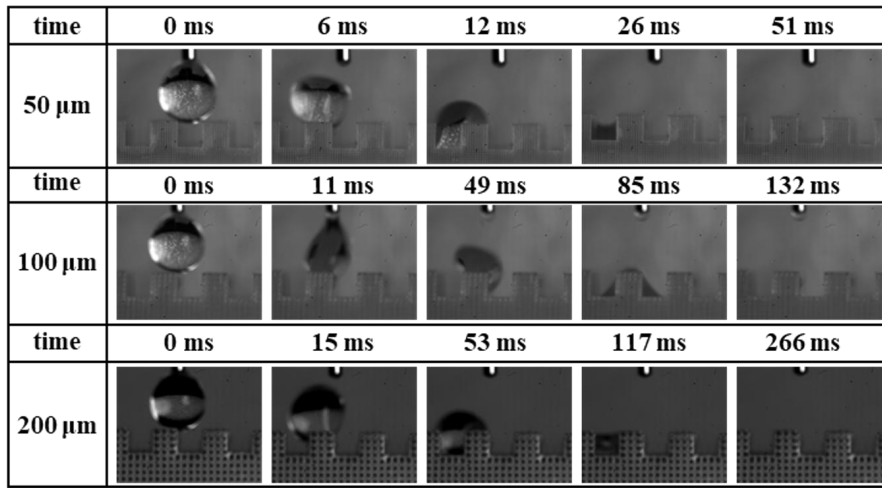 time 0 ms 6 ms 12 ms 26 ms 51 ms
50 μm
time 0 ms 11 ms 49 ms 85 ms 132 ms
100 μm
time 0 ms 15 ms 53 ms 117 ms 266 ms
200 μm